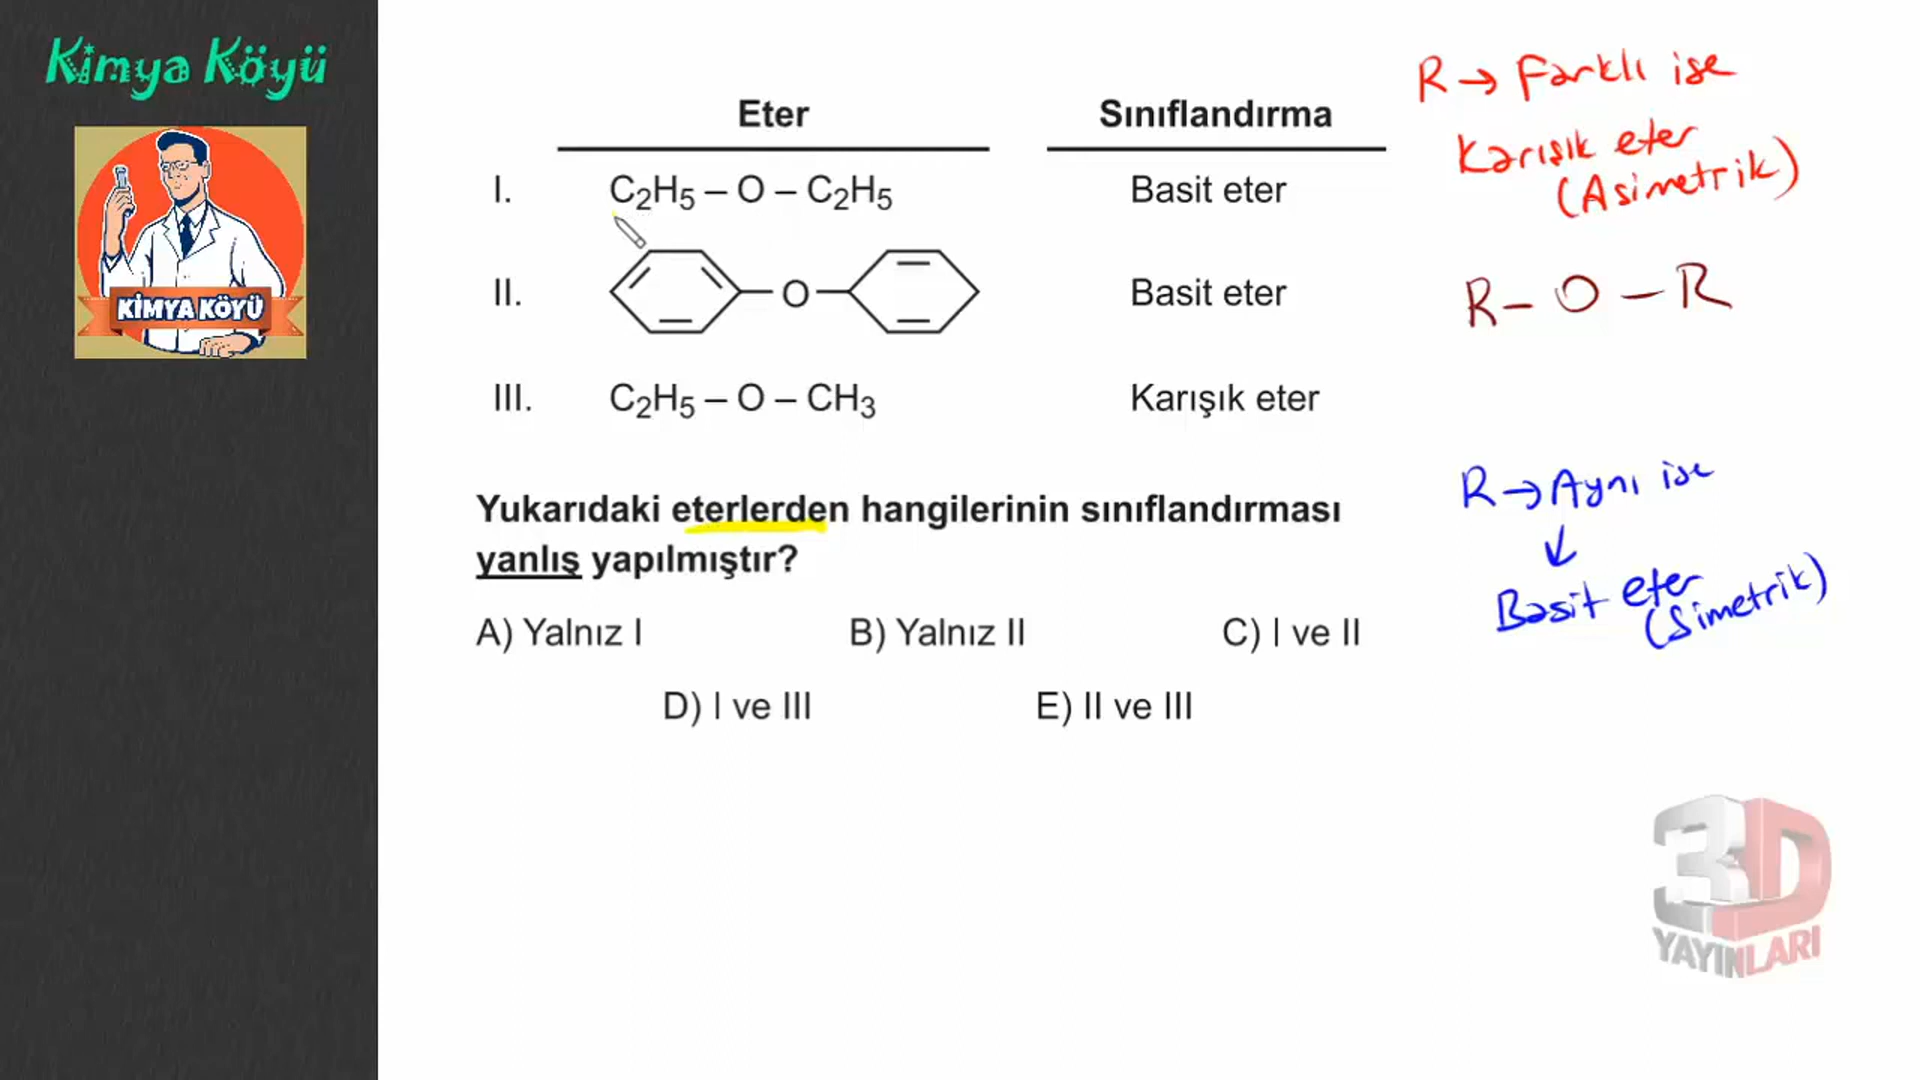 Kimya Köyü
KİMYA KÖYÜ
Eter Sınıflandırma
I. C₂H₅ – O – C₂H₅ Basit eter
II. O Basit eter
III. C₂H₅ – O – CH₃ Karışık eter
Yukarıdaki eterlerden hangilerinin sınıflandırması
yanlış yapılmıştır?
A) Yalnız I B) Yalnız II C) I ve II
D) I ve III E) II ve III
R → Farklı ise
Karışık eter
(Asimetrik)
R – O – R
R → Aynı ise
↓
Basit eter
(Simetrik)
3D
YAYINLARI